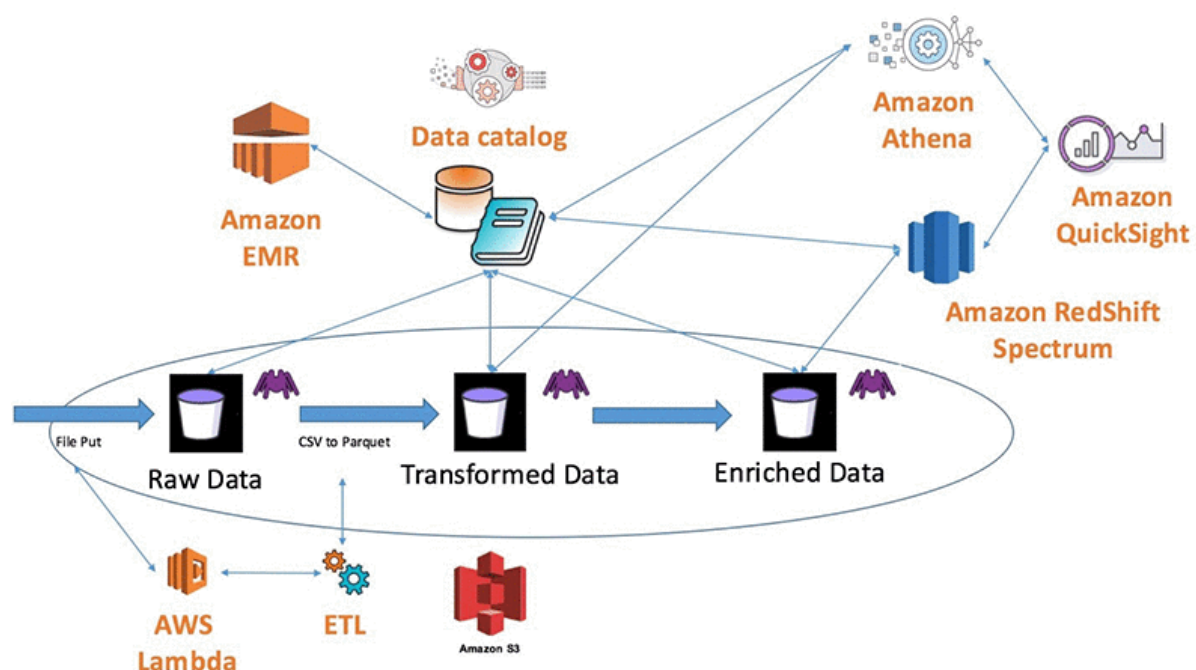 Data catalog
Amazon
EMR
Amazon
Athena
Amazon
QuickSight
Amazon RedShift
Spectrum
File Put
CSV to Parquet
Raw Data
Transformed Data
Enriched Data
AWS
Lambda
ETL
Amazon S3